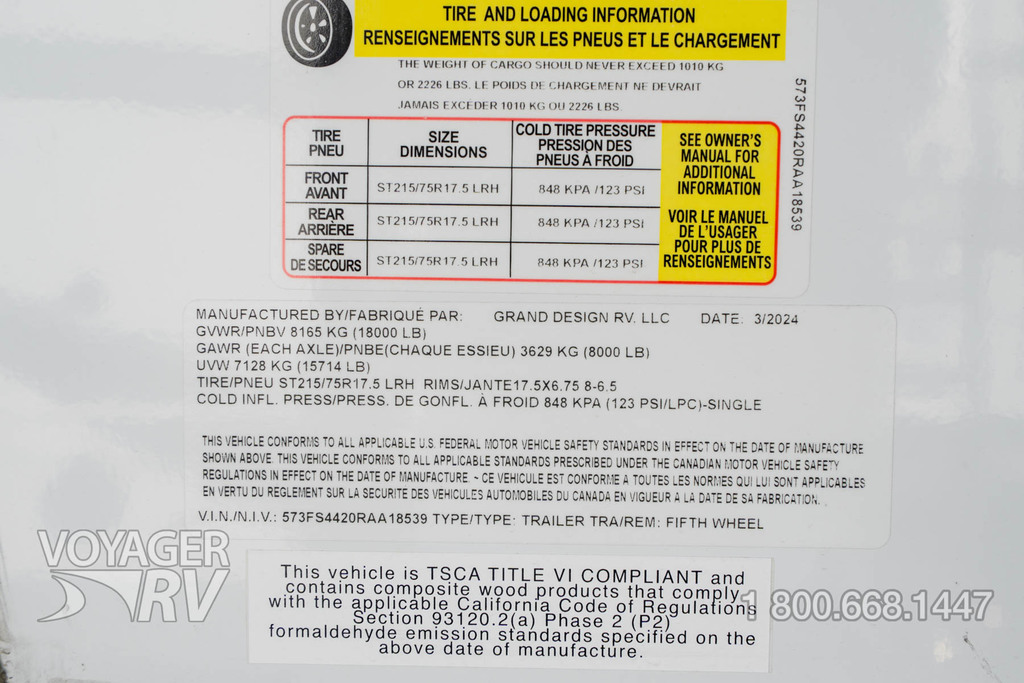 TIRE AND LOADING INFORMATION
RENSEIGNEMENTS SUR LES PNEUS ET LE CHARGEMENT
THE WEIGHT OF CARGO SHOULD NEVER EXCEED 1010 KG
OR 2226 LBS. LE POIDS DE CHARGEMENT NE DEVRAIT
JAMAIS EXCEDER 1010 KG OU 2226 LBS.
573FS4420RAA18539
TIRE
PNEU
SIZE
DIMENSIONS
COLD TIRE PRESSURE
PRESSION DES
PNEUS À FROID
FRONT
AVANT
ST215/75R17.5 LRH
848 KPA /123 PSI
REAR
ARRIÈRE
ST215/75R17.5 LRH
848 KPA /123 PSI
SPARE
DE SECOURS
ST215/75R17.5 LRH
848 KPA /123 PSI
SEE OWNER'S
MANUAL FOR
ADDITIONAL
INFORMATION
VOIR LE MANUEL
DE L'USAGER
POUR PLUS DE
RENSEIGNEMENTS
MANUFACTURED BY/FABRIQUÉ PAR: GRAND DESIGN RV, LLC DATE: 3/2024
GVWR/PNBV 8165 KG (18000 LB)
GAWR (EACH AXLE)/PNBE(CHAQUE ESSIEU) 3629 KG (8000 LB)
UVW 7128 KG (15714 LB)
TIRE/PNEU ST215/75R17.5 LRH RIMS/JANTE17.5X6.75 8-6.5
COLD INFL. PRESS/PRESS. DE GONFL. À FROID 848 KPA (123 PSI/LPC)-SINGLE
THIS VEHICLE CONFORMS TO ALL APPLICABLE U.S. FEDERAL MOTOR VEHICLE SAFETY STANDARDS IN EFFECT ON THE DATE OF MANUFACTURE
SHOWN ABOVE. THIS VEHICLE CONFORMS TO ALL APPLICABLE STANDARDS PRESCRIBED UNDER THE CANADIAN MOTOR VEHICLE SAFETY
REGULATIONS IN EFFECT ON THE DATE OF MANUFACTURE. ~ CE VEHICULE EST CONFORME A TOUTES LES NORMES QUI LUI SONT APPLICABLES
EN VERTU DU REGLEMENT SUR LA SECURITE DES VEHICULES AUTOMOBILES DU CANADA EN VIGUEUR A LA DATE DE SA FABRICATION.
V.I.N./N.I.V.: 573FS4420RAA18539 TYPE/TYPE: TRAILER TRA/REM: FIFTH WHEEL
VOYAGER
RV
This vehicle is TSCA TITLE VI COMPLIANT and
contains composite wood products that comply
with the applicable California Code of Regulations
Section 93120.2(a) Phase 2 (P2)
formaldehyde emission standards specified on the
above date of manufacture.
1 800.668.1447